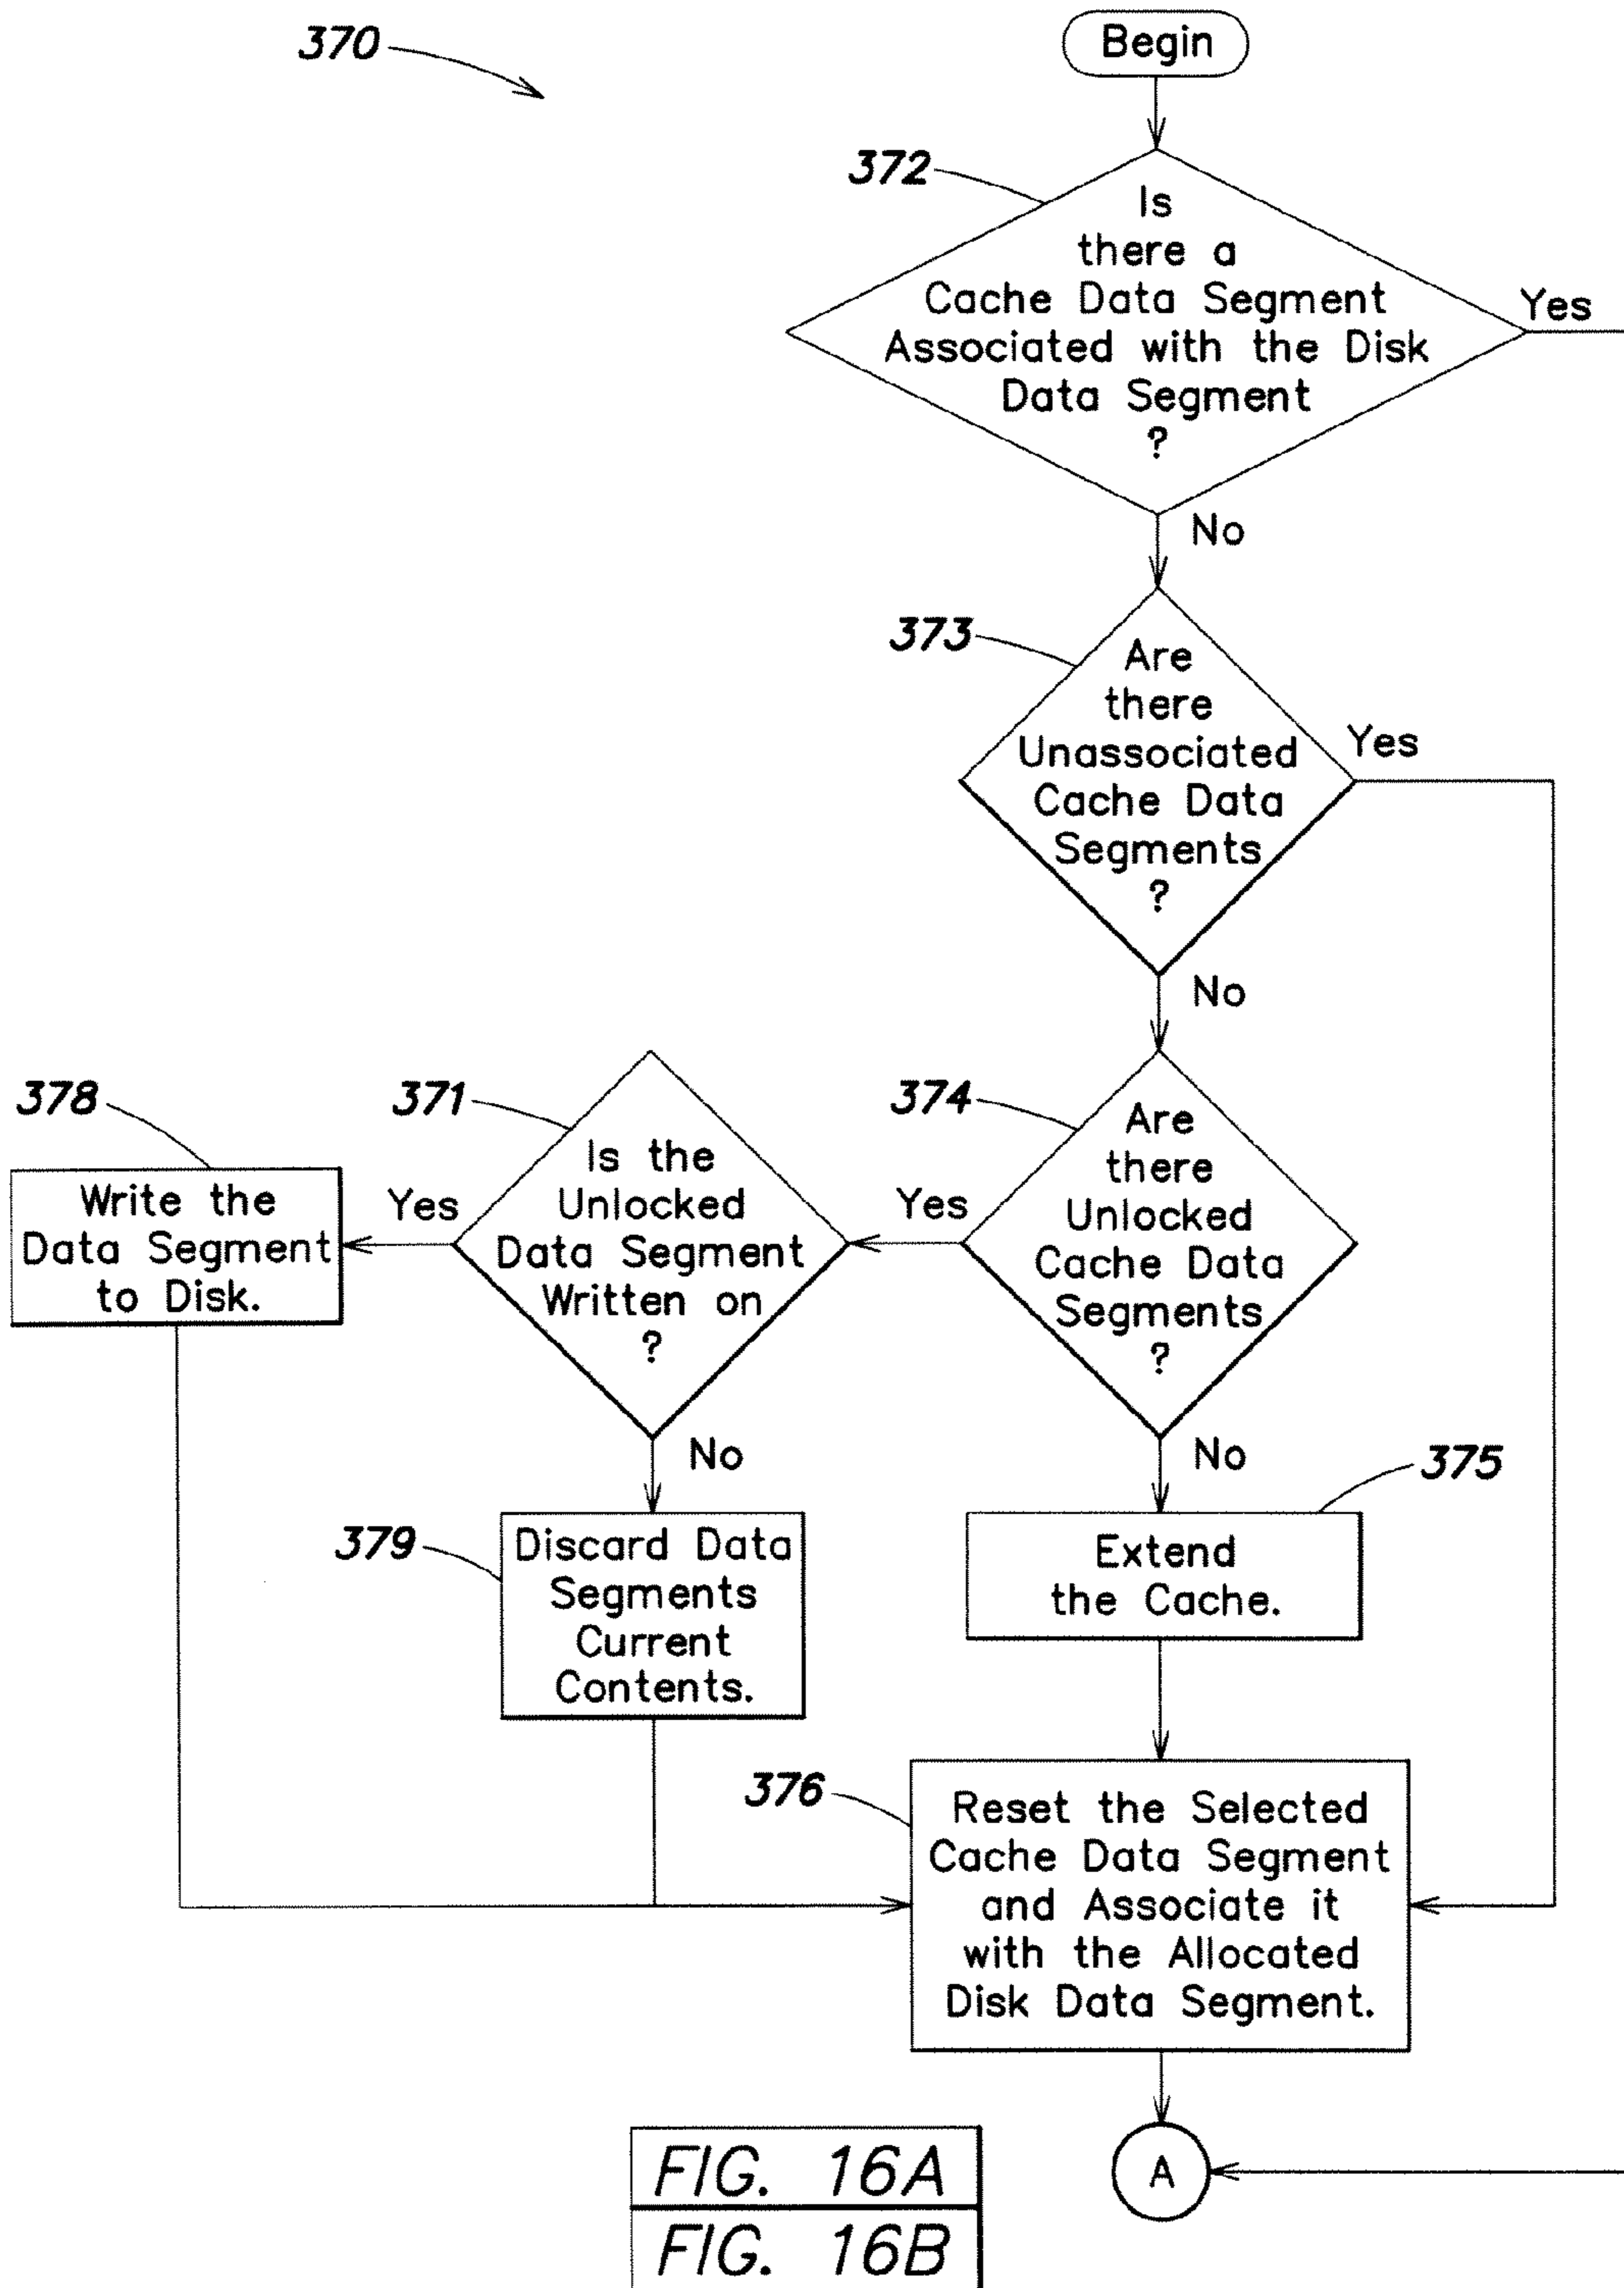 370
Begin
372
Is
there a
Cache Data Segment
Associated with the Disk
Data Segment
?
Yes
No
373
Are
there
Unassociated
Cache Data
Segments
?
Yes
No
378
Write the
Data Segment
to Disk.
Yes
371
Is the
Unlocked
Data Segment
Written on
?
Yes
374
Are
there
Unlocked
Cache Data
Segments
?
No
No
379
Discard Data
Segments
Current
Contents.
375
Extend
the Cache.
376
Reset the Selected
Cache Data Segment
and Associate it
with the Allocated
Disk Data Segment.
A
FIG. 16A
FIG. 16B